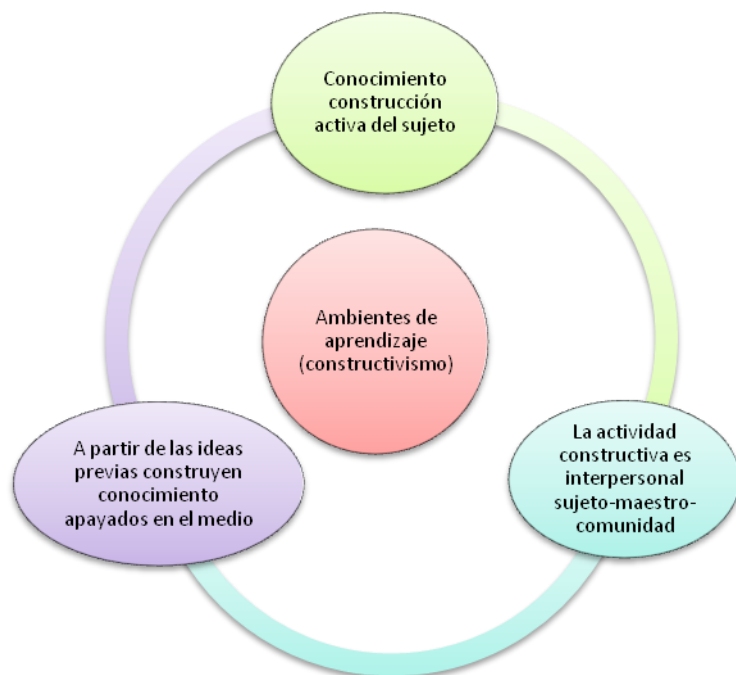 Conocimiento
construcción
activa del sujeto
Ambientes de
aprendizaje
(constructivismo)
A partir de las ideas
previas construyen
conocimiento
apayados en el medio
La actividad
constructiva es
interpersonal
sujeto-maestro-
comunidad